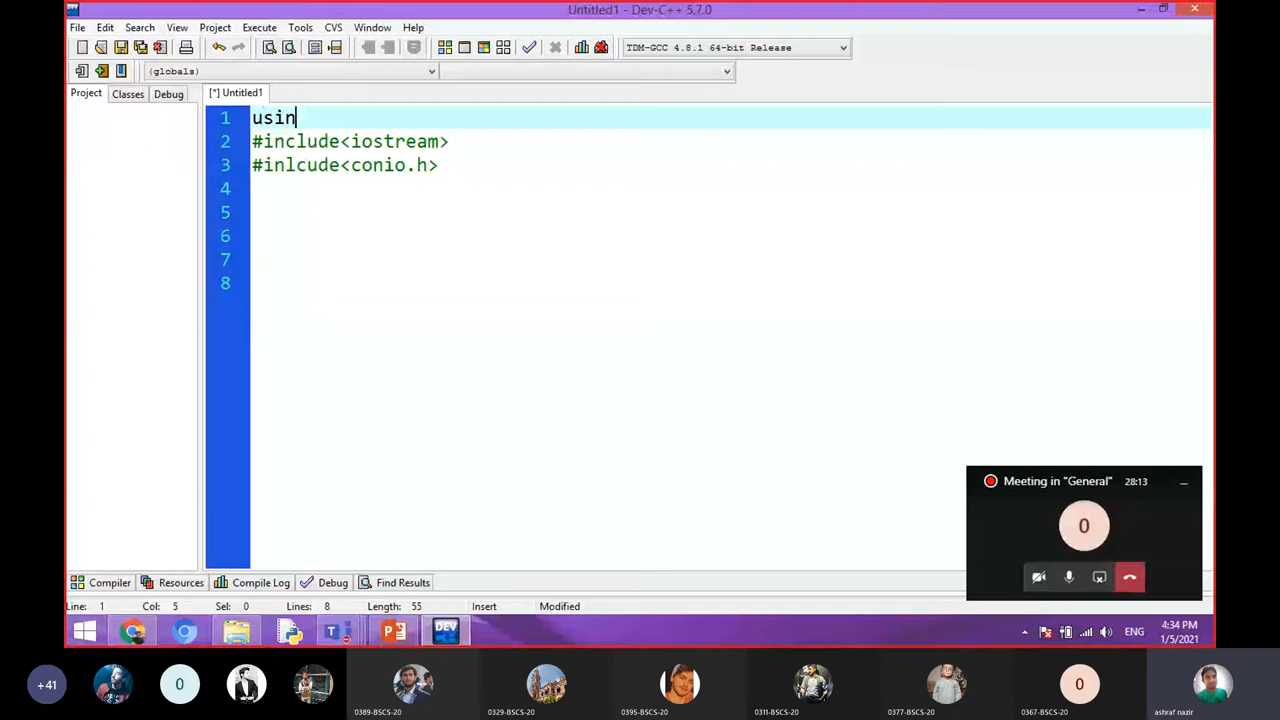 Untitled1 - Dev-C++ 5.7.0
File Edit Search View Project Execute Tools CVS Window Help
TDM-GCC 4.8.1 64-bit Release
(globals)
Project Classes Debug [*] Untitled1
1 usin
2 #include<iostream>
3 #inlcude<conio.h>
4
5
6
7
8
Meeting in "General" 28:13
0
Compiler Resources Compile Log Debug Find Results
Line: 1 Col: 5 Sel: 0 Lines: 8 Length: 55 Insert Modified
DEV
ENG
4:34 PM
1/5/2021
+41 0 0
0389-BSCS-20 0329-BSCS-20 0395-BSCS-20 0311-BSCS-20 0377-BSCS-20 0367-BSCS-20 ashraf nazir